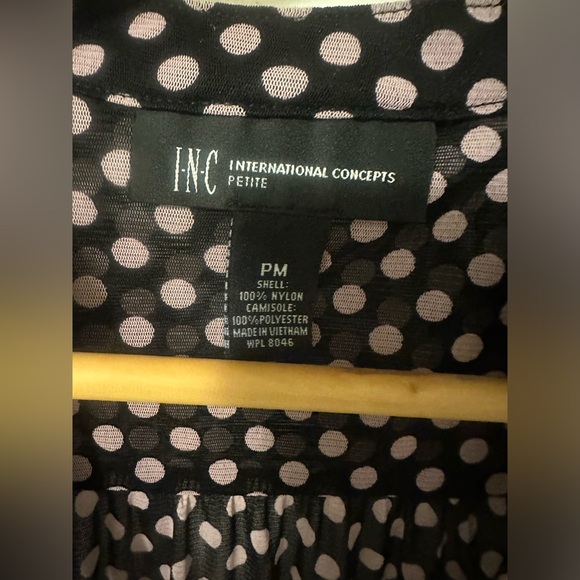 I·N·C INTERNATIONAL CONCEPTS
PETITE
PM
SHELL:
100% NYLON
CAMISOLE:
100% POLYESTER
MADE IN VIETNAM
WPL 8046